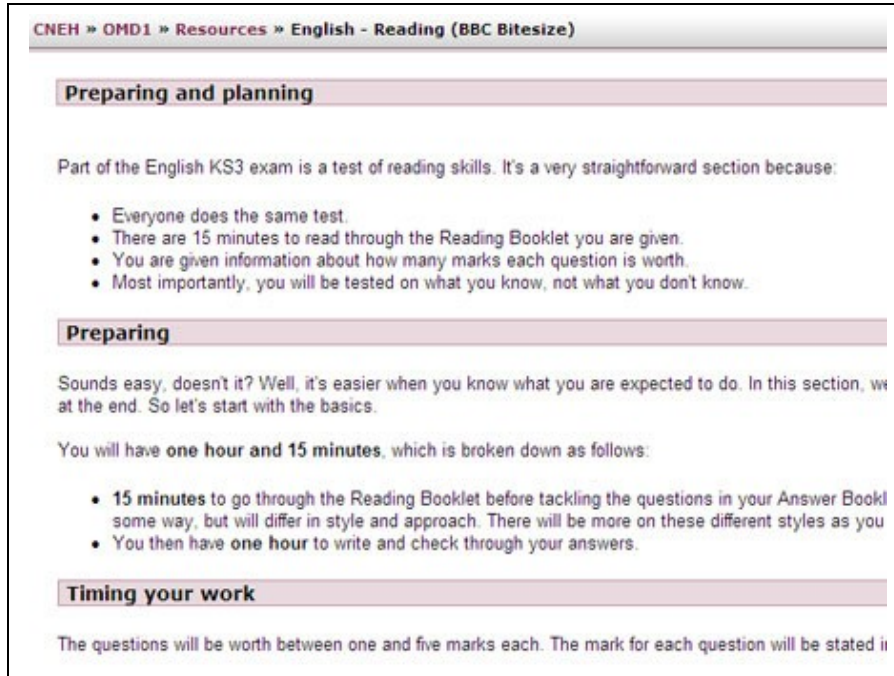 CNEH » OMD1 » Resources » English - Reading (BBC Bitesize)
Preparing and planning
Part of the English KS3 exam is a test of reading skills. It's a very straightforward section because:
• Everyone does the same test.
• There are 15 minutes to read through the Reading Booklet you are given.
• You are given information about how many marks each question is worth.
• Most importantly, you will be tested on what you know, not what you don't know.
Preparing
Sounds easy, doesn't it? Well, it's easier when you know what you are expected to do. In this section, we
at the end. So let's start with the basics.
You will have one hour and 15 minutes, which is broken down as follows:
• 15 minutes to go through the Reading Booklet before tackling the questions in your Answer Bookl
some way, but will differ in style and approach. There will be more on these different styles as you
• You then have one hour to write and check through your answers.
Timing your work
The questions will be worth between one and five marks each. The mark for each question will be stated in